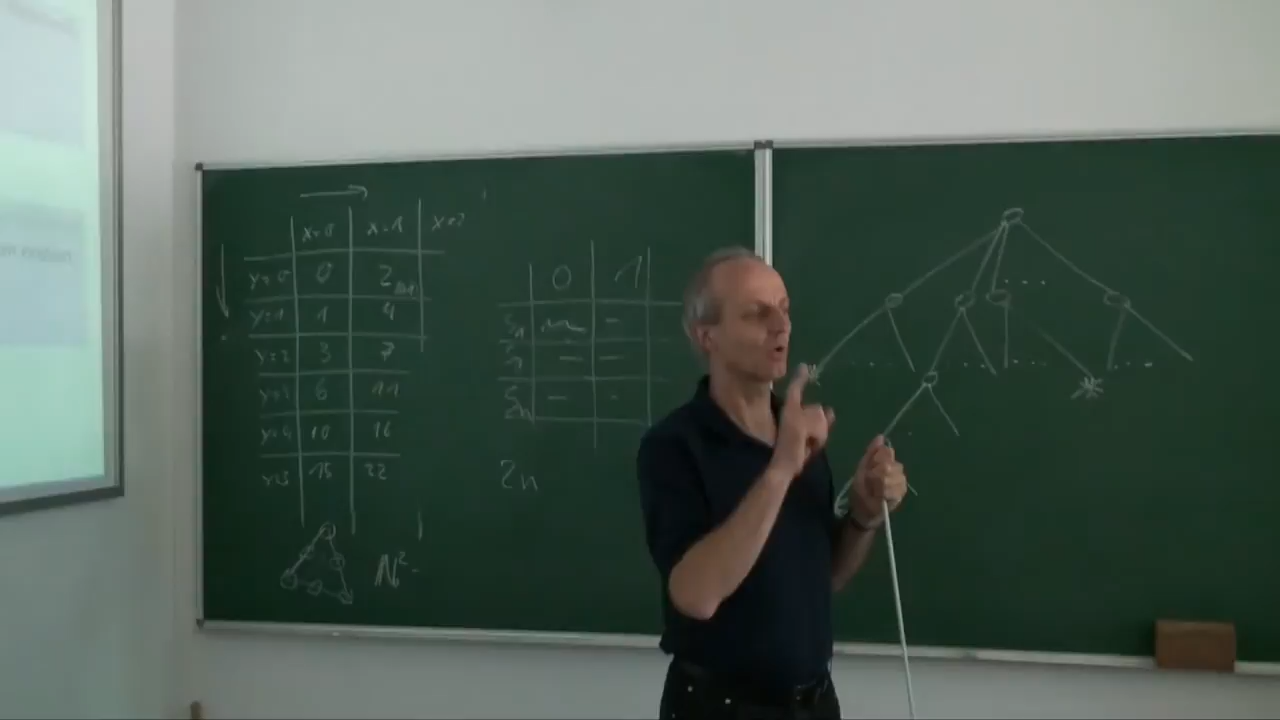 x=0 x=1 x=2
y=0 0 2
y=1 1 4
y=2 3 7
y=3 6 11
y=4 10 16
y=5 15 22
0 1
S1 -
S - -
Sn - -
2n
ℕ²